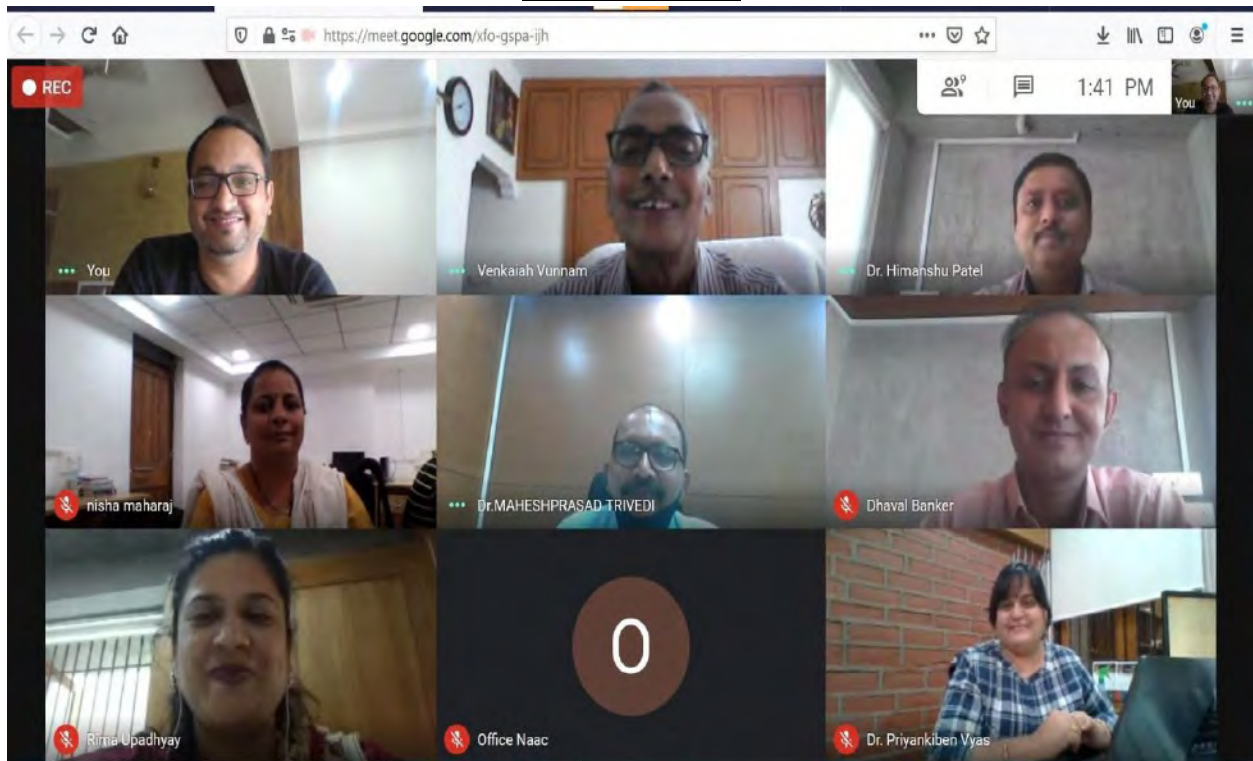 https://meet.google.com/xfo-gspa-ijh
REC
9
1:41 PM
You
You
Venkaiah Vunnam
Dr. Himanshu Patel
nisha maharaj
Dr.MAHESHPRASAD TRIVEDI
Dhaval Banker
Rima Upadhyay
O
Office Naac
Dr. Priyankiben Vyas